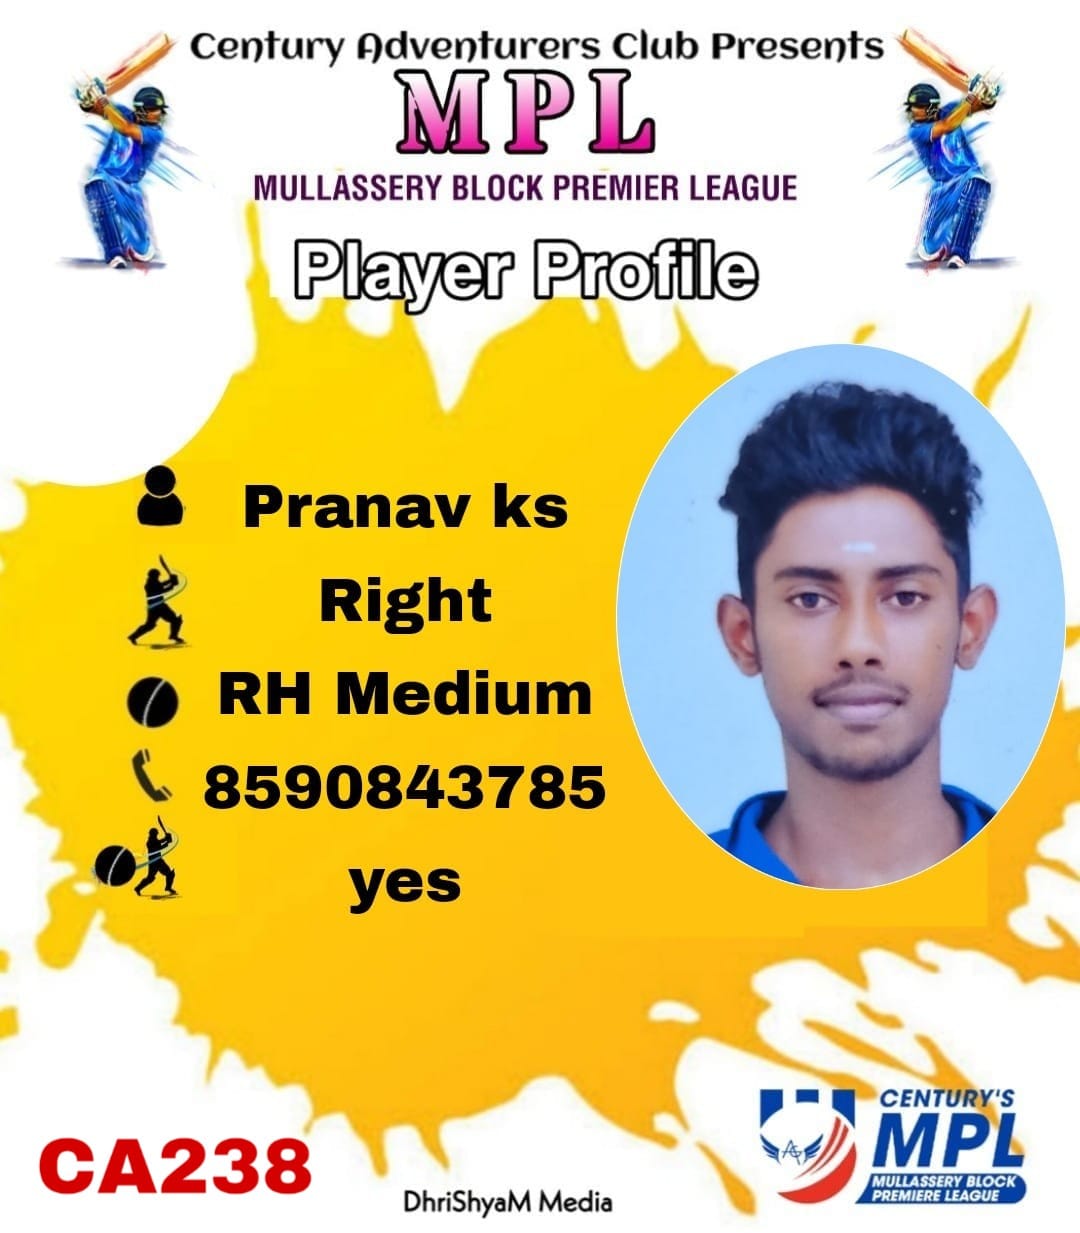 Century Adventurers Club Presents
MPL
MULLASSERY BLOCK PREMIER LEAGUE
Player Profile
Pranav ks
Right
RH Medium
8590843785
yes
CA238
DhriShyaM Media
CENTURY'S
MPL
MULLASSERY BLOCK
PREMIERE LEAGUE